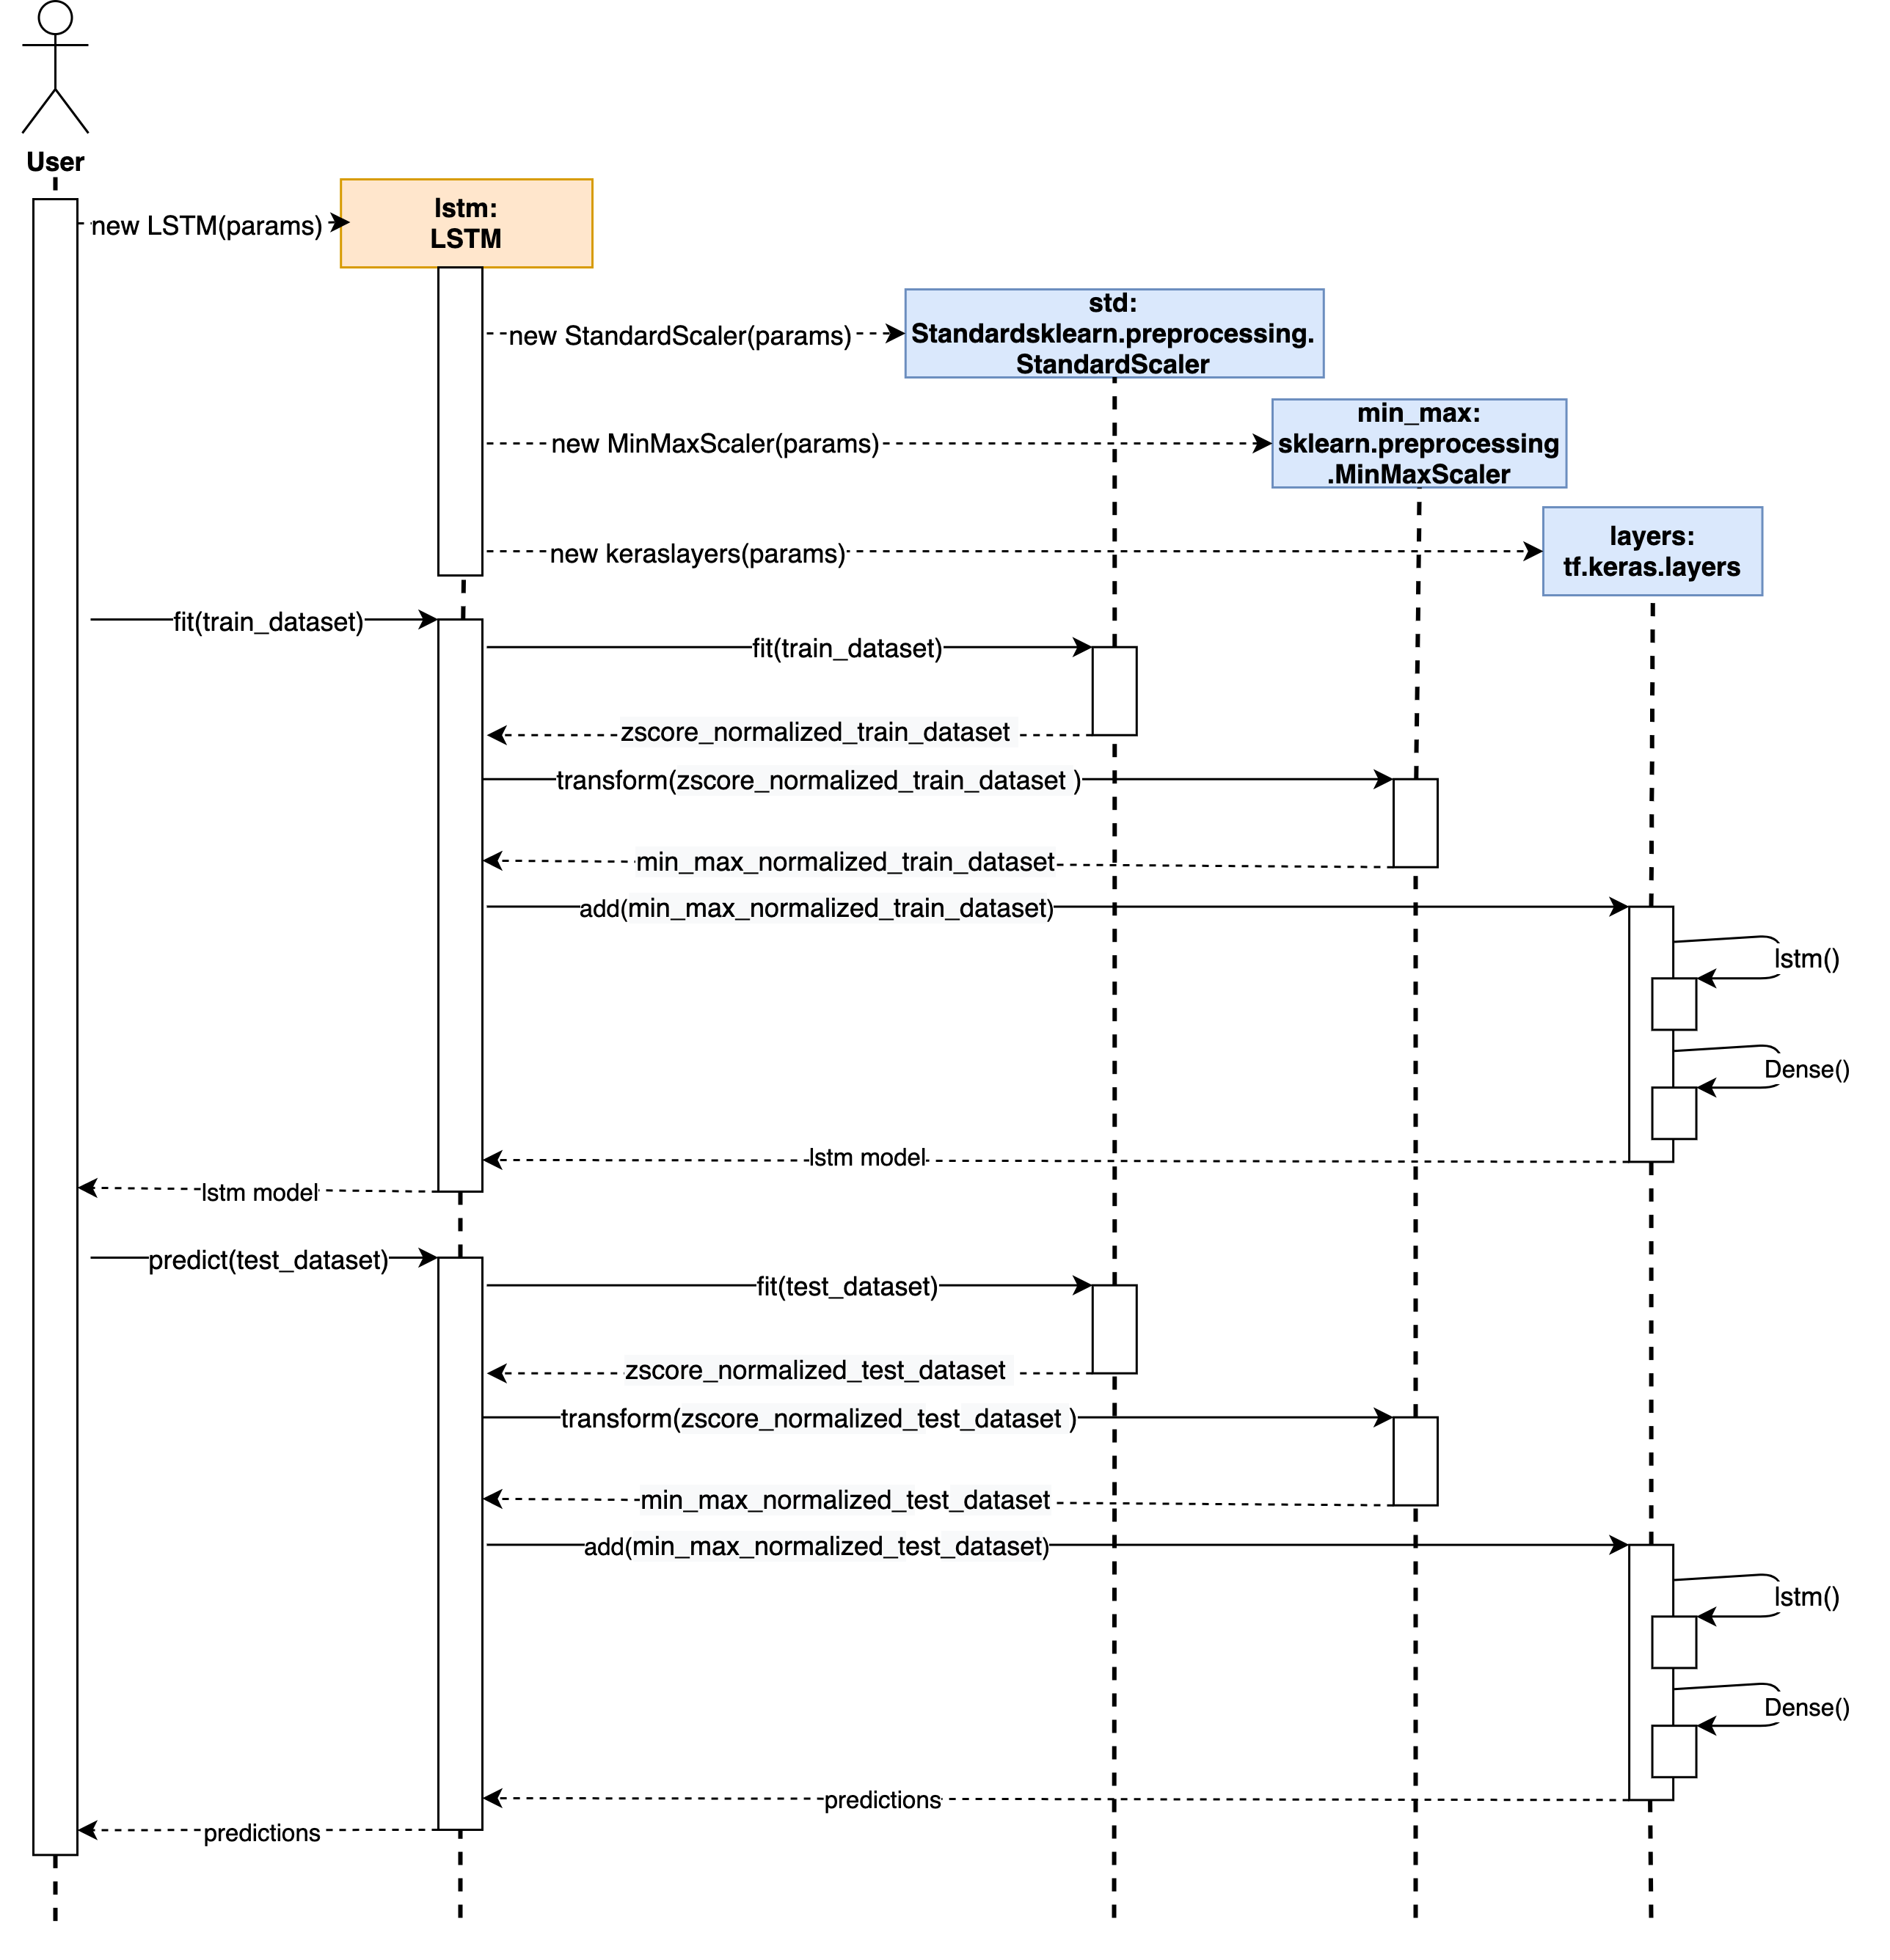 User
new LSTM(params)
lstm:
LSTM
new StandardScaler(params)
std:
Standardsklearn.preprocessing.
StandardScaler
new MinMaxScaler(params)
min_max:
sklearn.preprocessing
.MinMaxScaler
new keraslayers(params)
layers:
tf.keras.layers
fit(train_dataset)
fit(train_dataset)
zscore_normalized_train_dataset
transform(zscore_normalized_train_dataset )
min_max_normalized_train_dataset
add(min_max_normalized_train_dataset)
lstm()
Dense()
lstm model
lstm model
predict(test_dataset)
fit(test_dataset)
zscore_normalized_test_dataset
transform(zscore_normalized_test_dataset )
min_max_normalized_test_dataset
add(min_max_normalized_test_dataset)
lstm()
Dense()
predictions
predictions